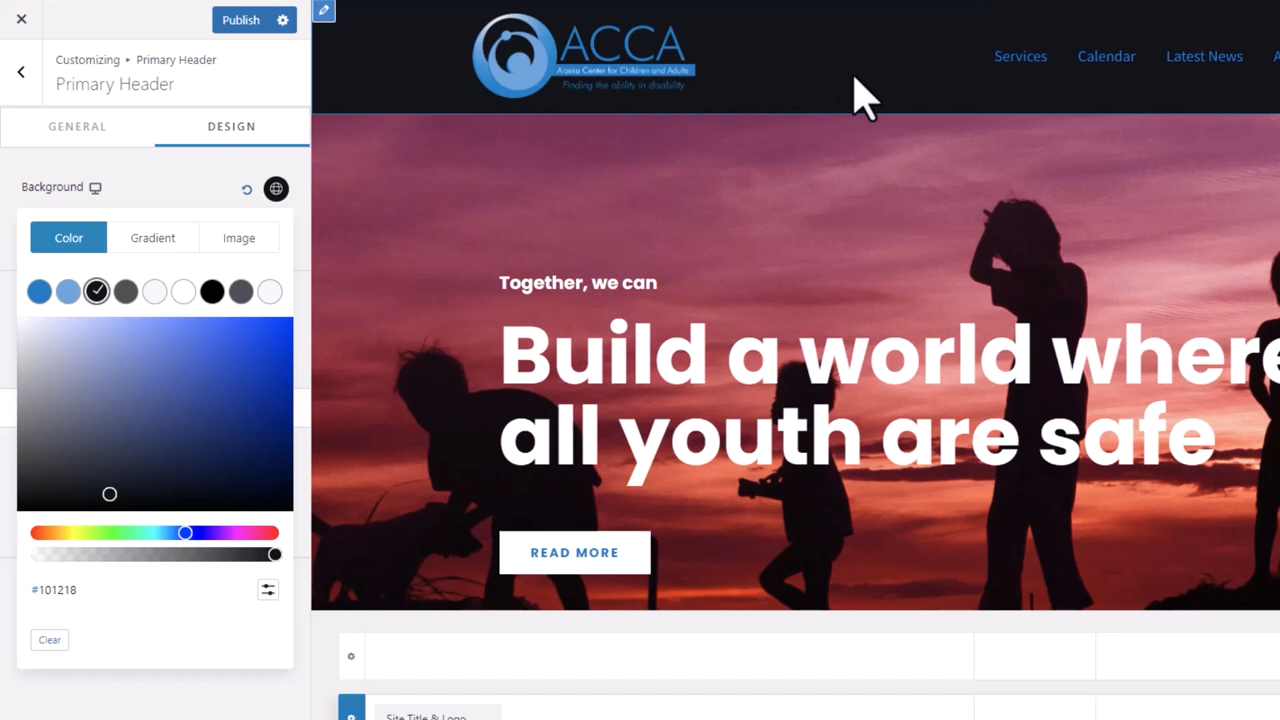 Publish
Customizing ▸ Primary Header
Primary Header
GENERAL
DESIGN
Background
Color
Gradient
Image
#101218
Clear
ACCA
Alaska Center for Children and Adults
Finding the ability in disability
Services
Calendar
Latest News
A
Together, we can
Build a world where
all youth are safe
READ MORE
Site Title & Logo